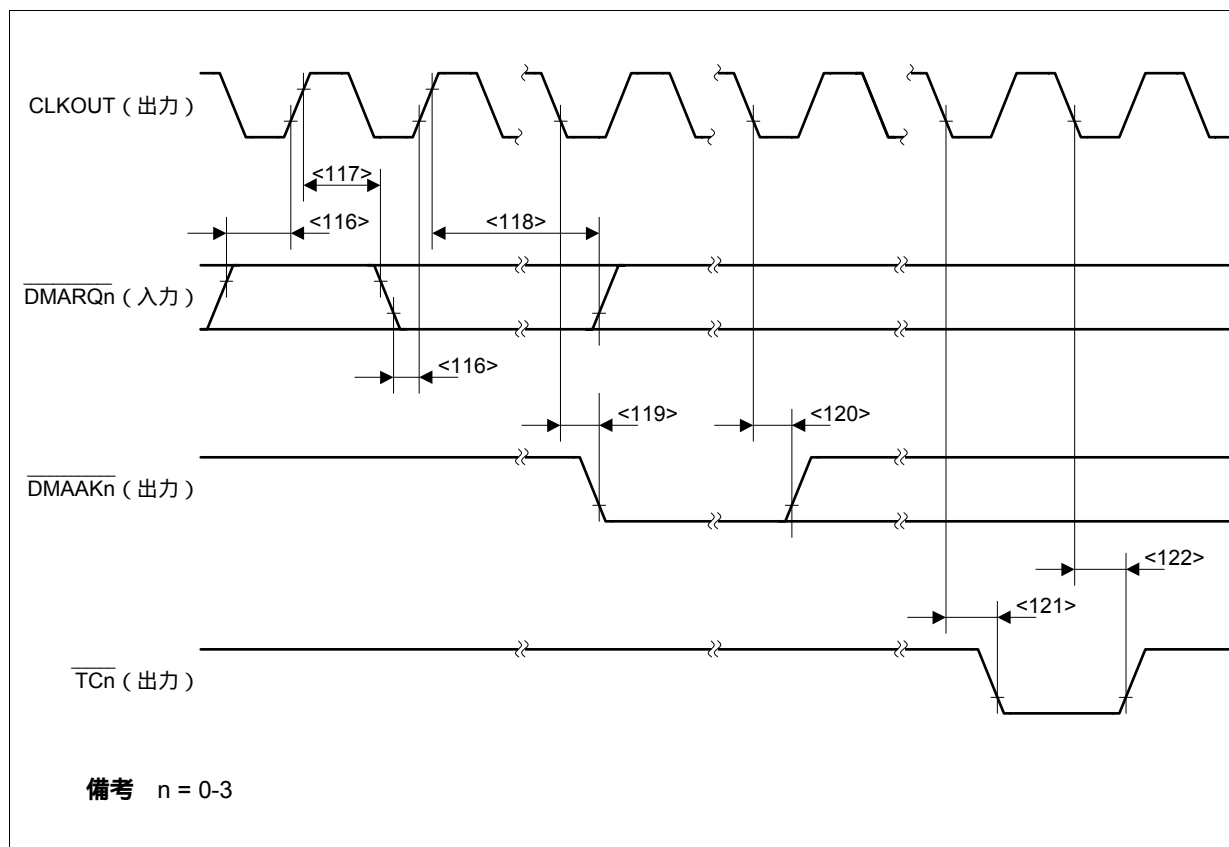 CLKOUT（出力）
<117>
<116>
<118>
DMARQn（入力）
<116>
<119>
<120>
DMAAKn（出力）
<122>
<121>
TCn（出力）
備考 n = 0-3